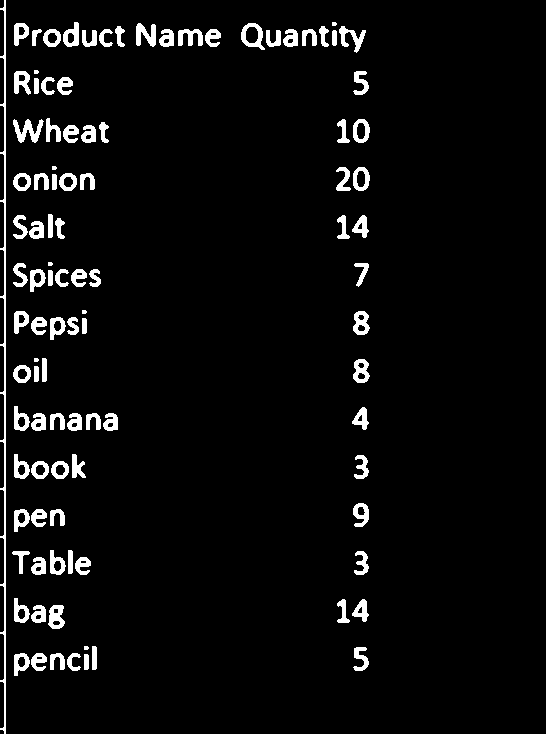 Product Name Quantity
Rice 5
Wheat 10
onion 20
Salt 14
Spices 7
Pepsi 8
oil 8
banana 4
book 3
pen 9
Table 3
bag 14
pencil 5